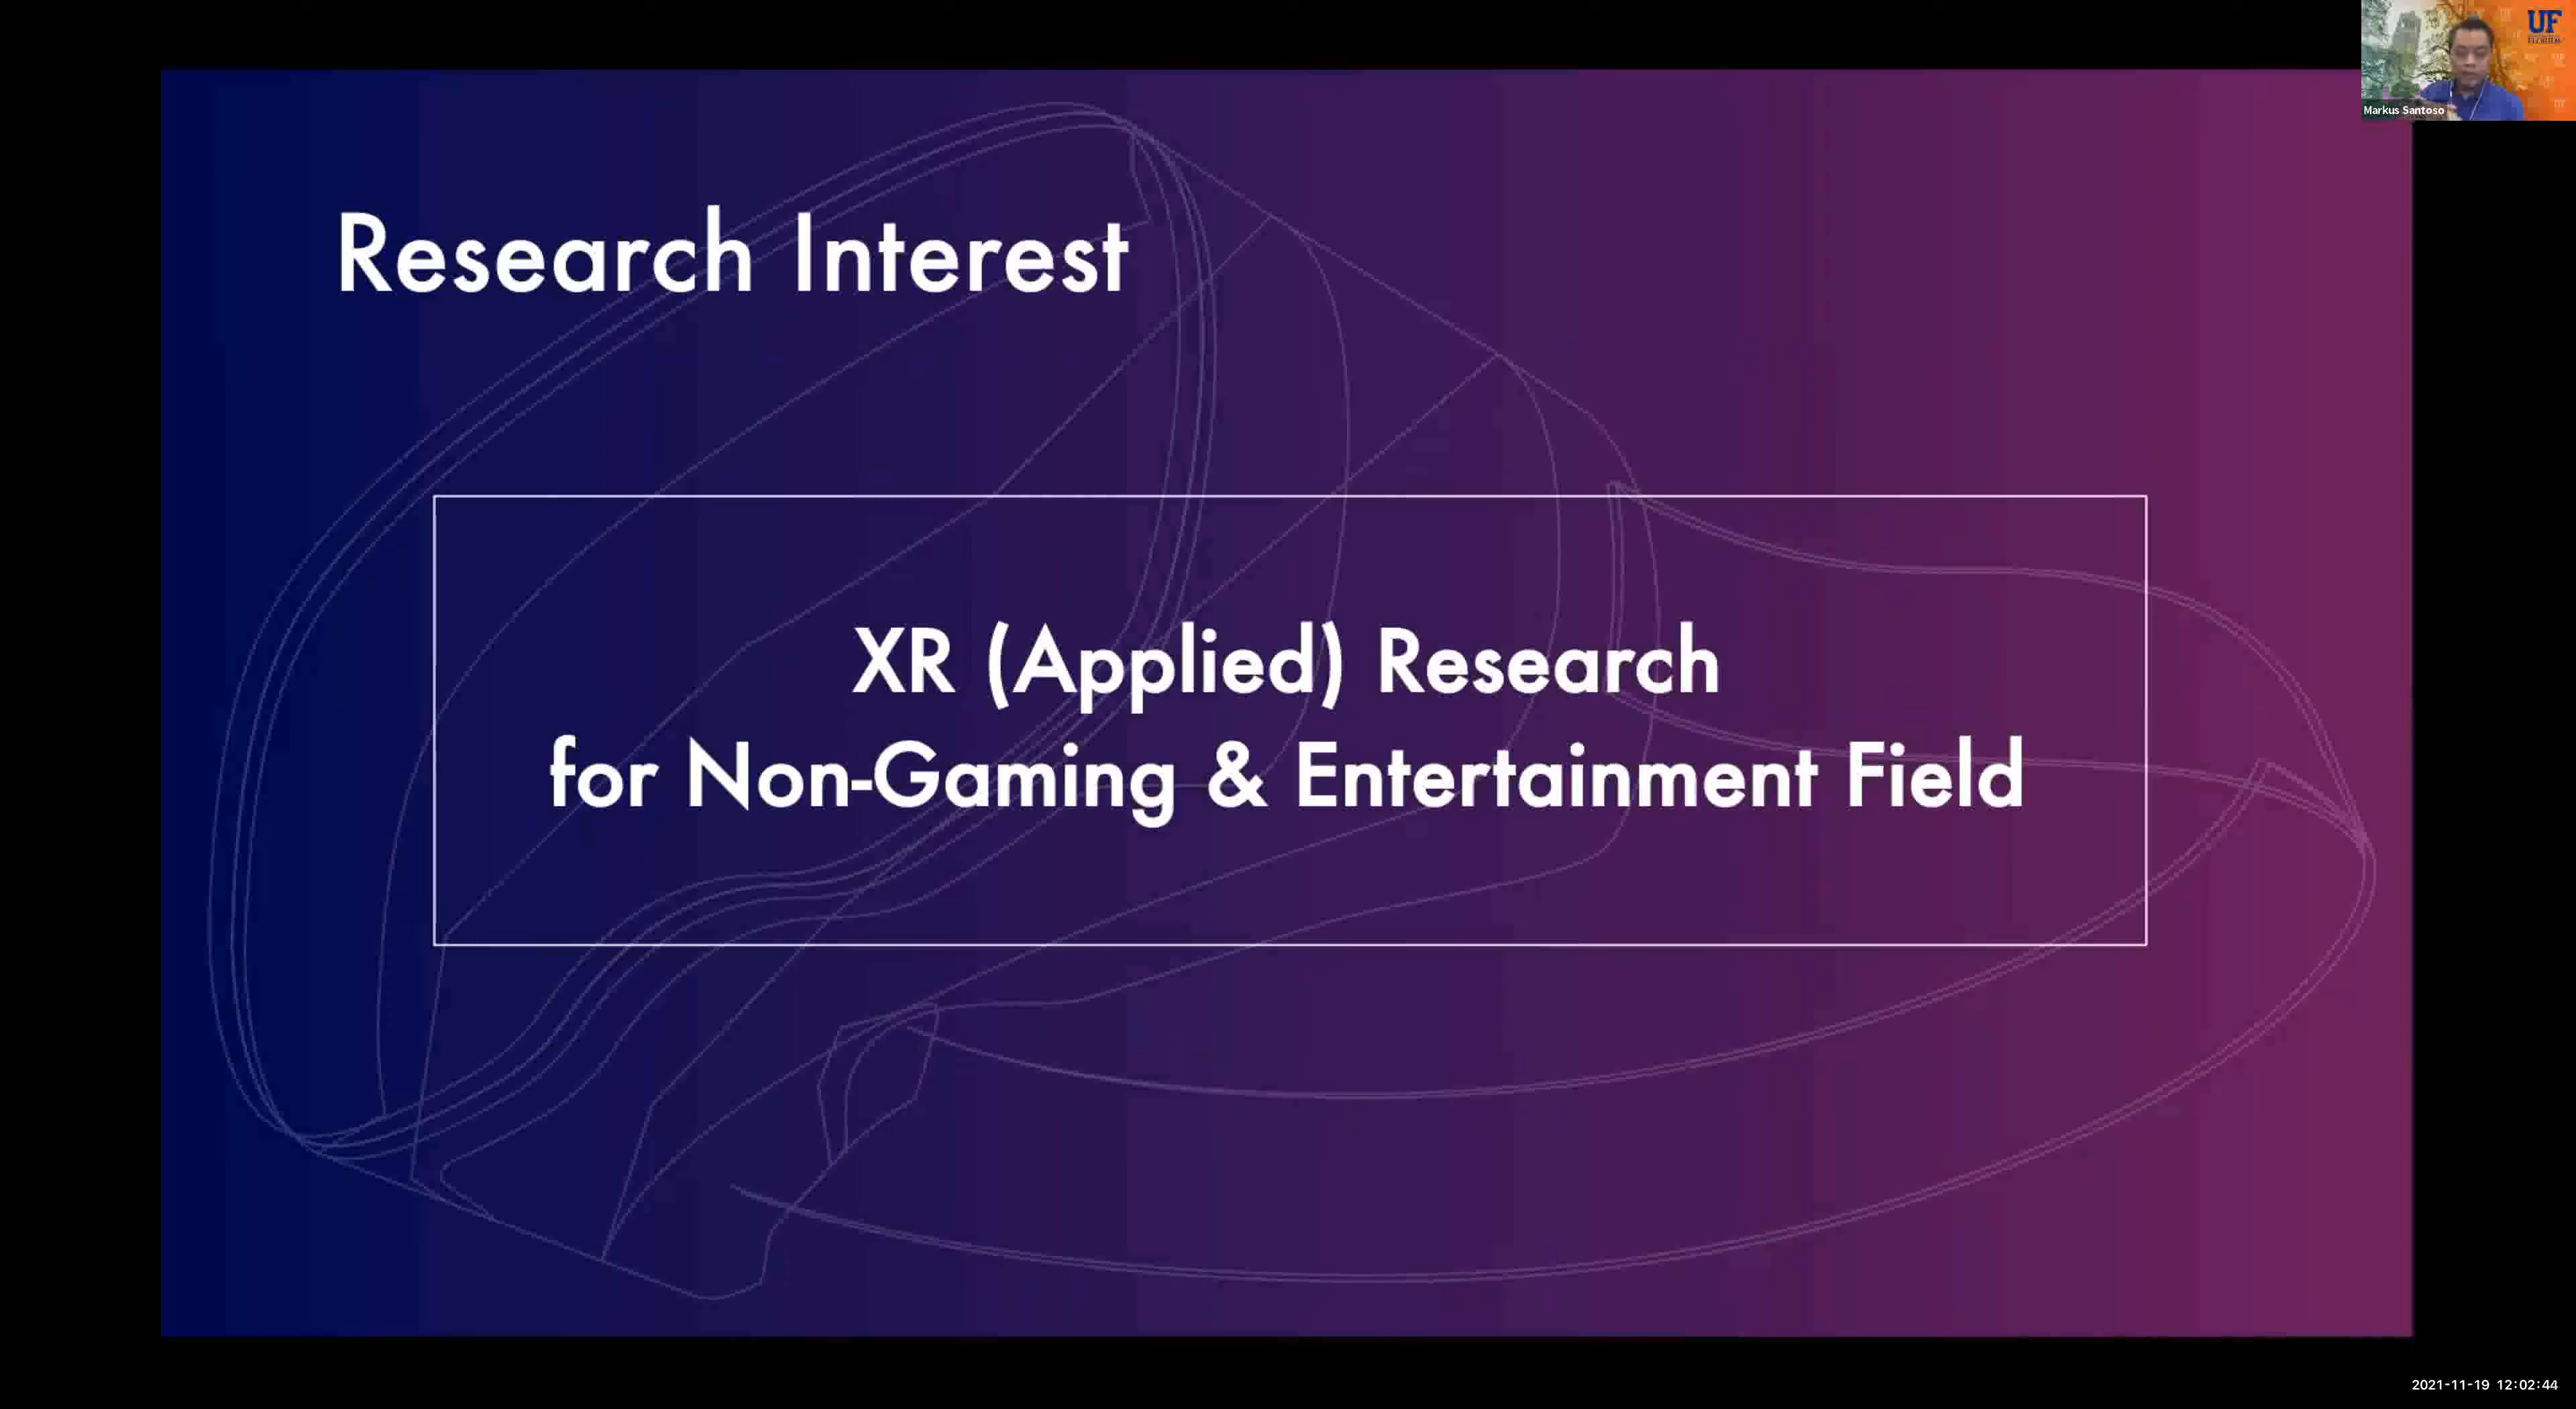 UF
FLORIDA
Markus Santoso
Research Interest
XR (Applied) Research
for Non-Gaming & Entertainment Field
2021-11-19 12:02:44